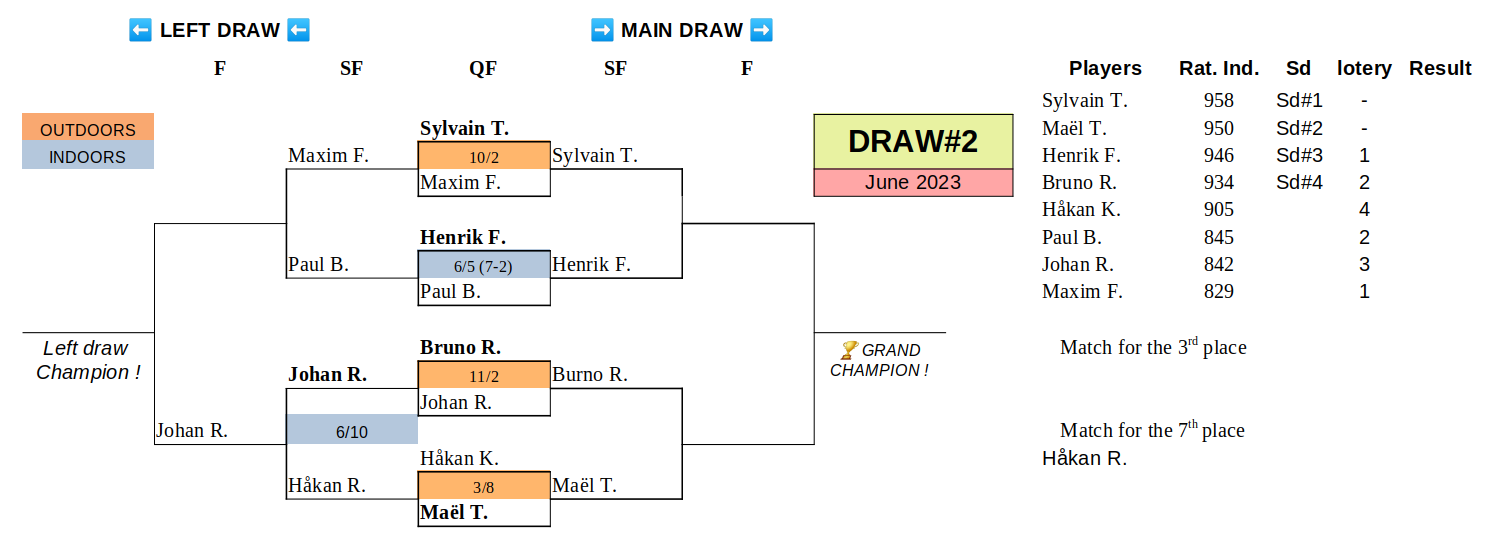 ⬅️ LEFT DRAW ⬅️ ➡️ MAIN DRAW ➡️
F SF QF SF F
Players Rat. Ind. Sd lotery Result
OUTDOORS
INDOORS
Sylvain T.
Maxim F. 10/2 Sylvain T.
Maxim F.
Henrik F.
Paul B. 6/5 (7-2) Henrik F.
Paul B.
Left draw
Champion !
Bruno R.
Johan R. 11/2 Burno R.
Johan R.
Johan R. 6/10
Håkan K.
Håkan R. 3/8 Maël T.
Maël T.
🏆 GRAND
CHAMPION !
DRAW#2
June 2023
Sylvain T. 958 Sd#1 -
Maël T. 950 Sd#2 -
Henrik F. 946 Sd#3 1
Bruno R. 934 Sd#4 2
Håkan K. 905 4
Paul B. 845 2
Johan R. 842 3
Maxim F. 829 1
Match for the 3rd place
Match for the 7th place
Håkan R.